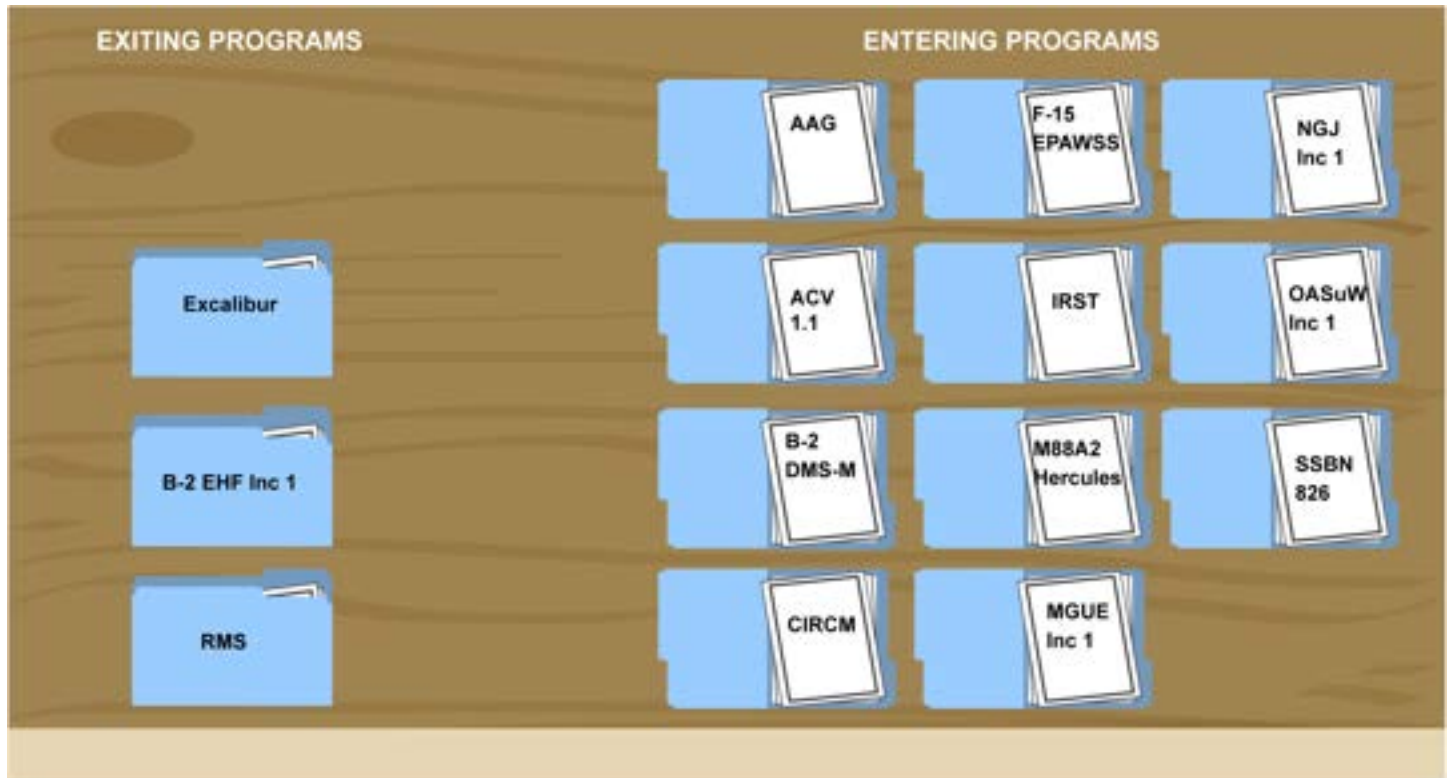 EXITING PROGRAMS
Excalibur
B-2 EHF Inc 1
RMS
ENTERING PROGRAMS
AAG
F-15
EPAWSS
NGJ
Inc 1
ACV
1.1
IRST
OASuW
Inc 1
B-2
DMS-M
M88A2
Hercules
SSBN
826
CIRCM
MGUE
Inc 1